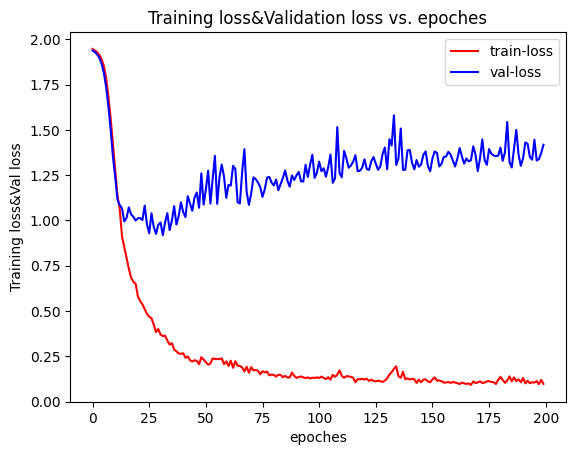 Training loss&Validation loss vs. epoches
train-loss
val-loss
Training loss&Val loss
2.00
1.75
1.50
1.25
1.00
0.75
0.50
0.25
0.00
0 25 50 75 100 125 150 175 200
epoches